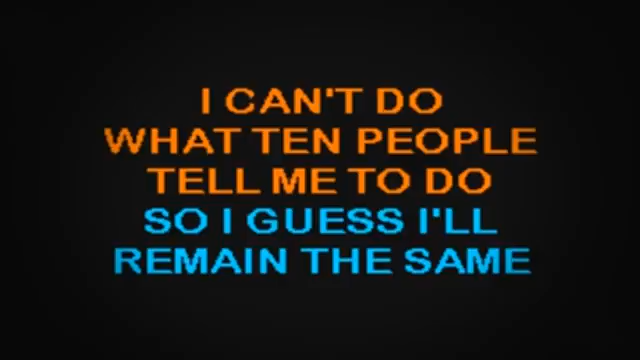 I CAN'T DO
WHAT TEN PEOPLE
TELL ME TO DO
SO I GUESS I'LL
REMAIN THE SAME